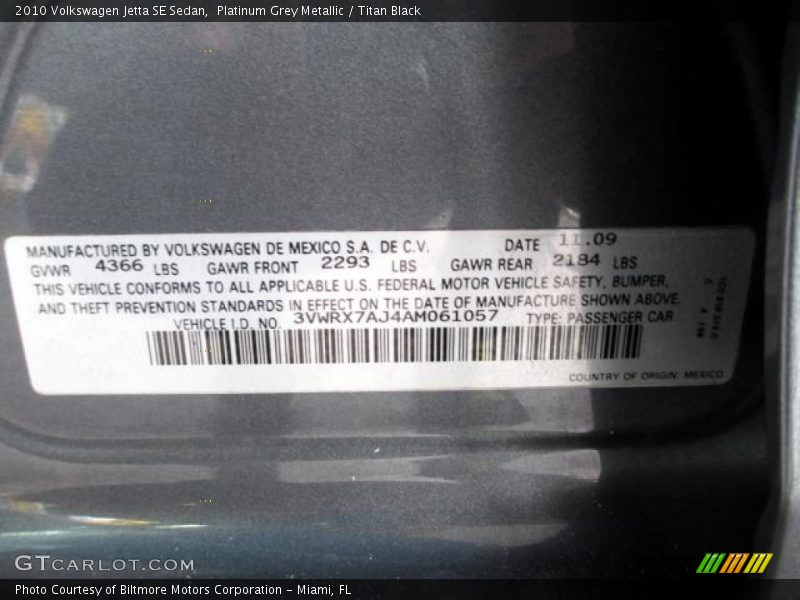 2010 Volkswagen Jetta SE Sedan, Platinum Grey Metallic / Titan Black
MANUFACTURED BY VOLKSWAGEN DE MEXICO S.A. DE C.V. DATE 11.09
GVWR 4366 LBS GAWR FRONT 2293 LBS GAWR REAR 2184 LBS
THIS VEHICLE CONFORMS TO ALL APPLICABLE U.S. FEDERAL MOTOR VEHICLE SAFETY, BUMPER,
AND THEFT PREVENTION STANDARDS IN EFFECT ON THE DATE OF MANUFACTURE SHOWN ABOVE.
VEHICLE I.D. NO. 3VWRX7AJ4AM061057 TYPE: PASSENGER CAR
COUNTRY OF ORIGIN: MEXICO
GTCARLOT.COM
Photo Courtesy of Biltmore Motors Corporation - Miami, FL